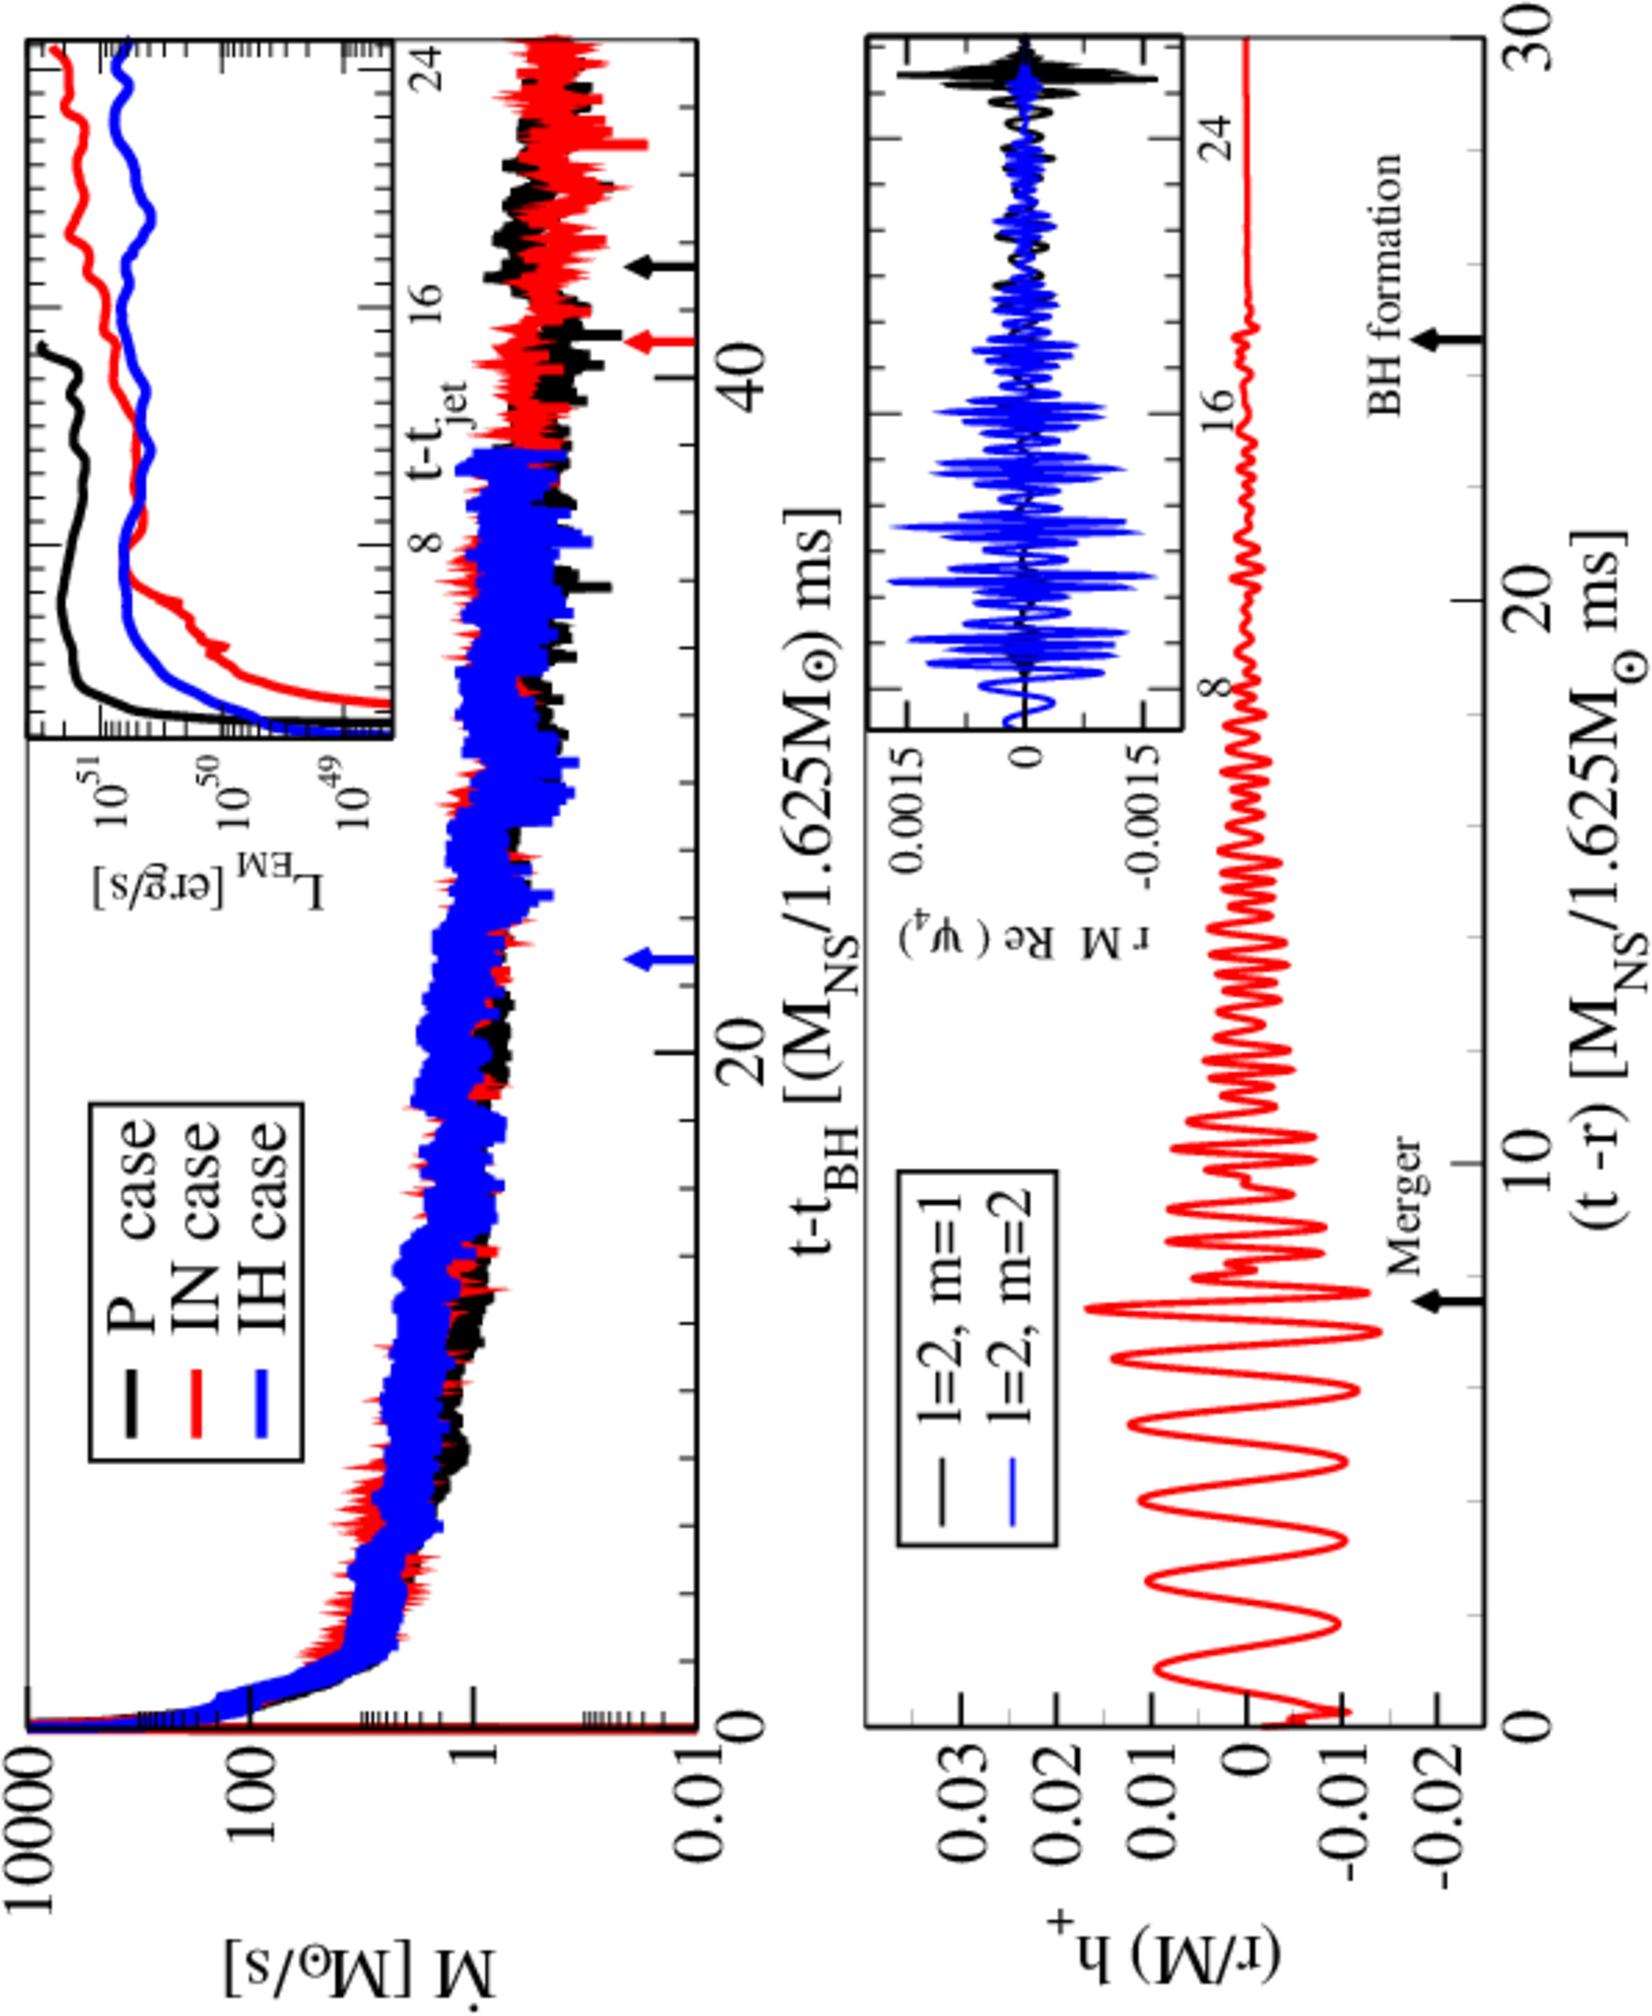 10000
100
1
0.01
Ṁ [M⊙/s]
P case
IN case
IH case
10^51
10^50
10^49
L_EM [erg/s]
8
16
24
t-t_jet
0
20
40
t-t_BH [(M_NS/1.625M⊙) ms]
0.03
0.02
0.01
0
-0.01
-0.02
(r/M) h_+
l=2, m=1
l=2, m=2
0.0015
0
-0.0015
r M Re (ψ_4)
8
16
24
Merger
BH formation
0
10
20
30
(t -r) [M_NS/1.625M_⊙ ms]